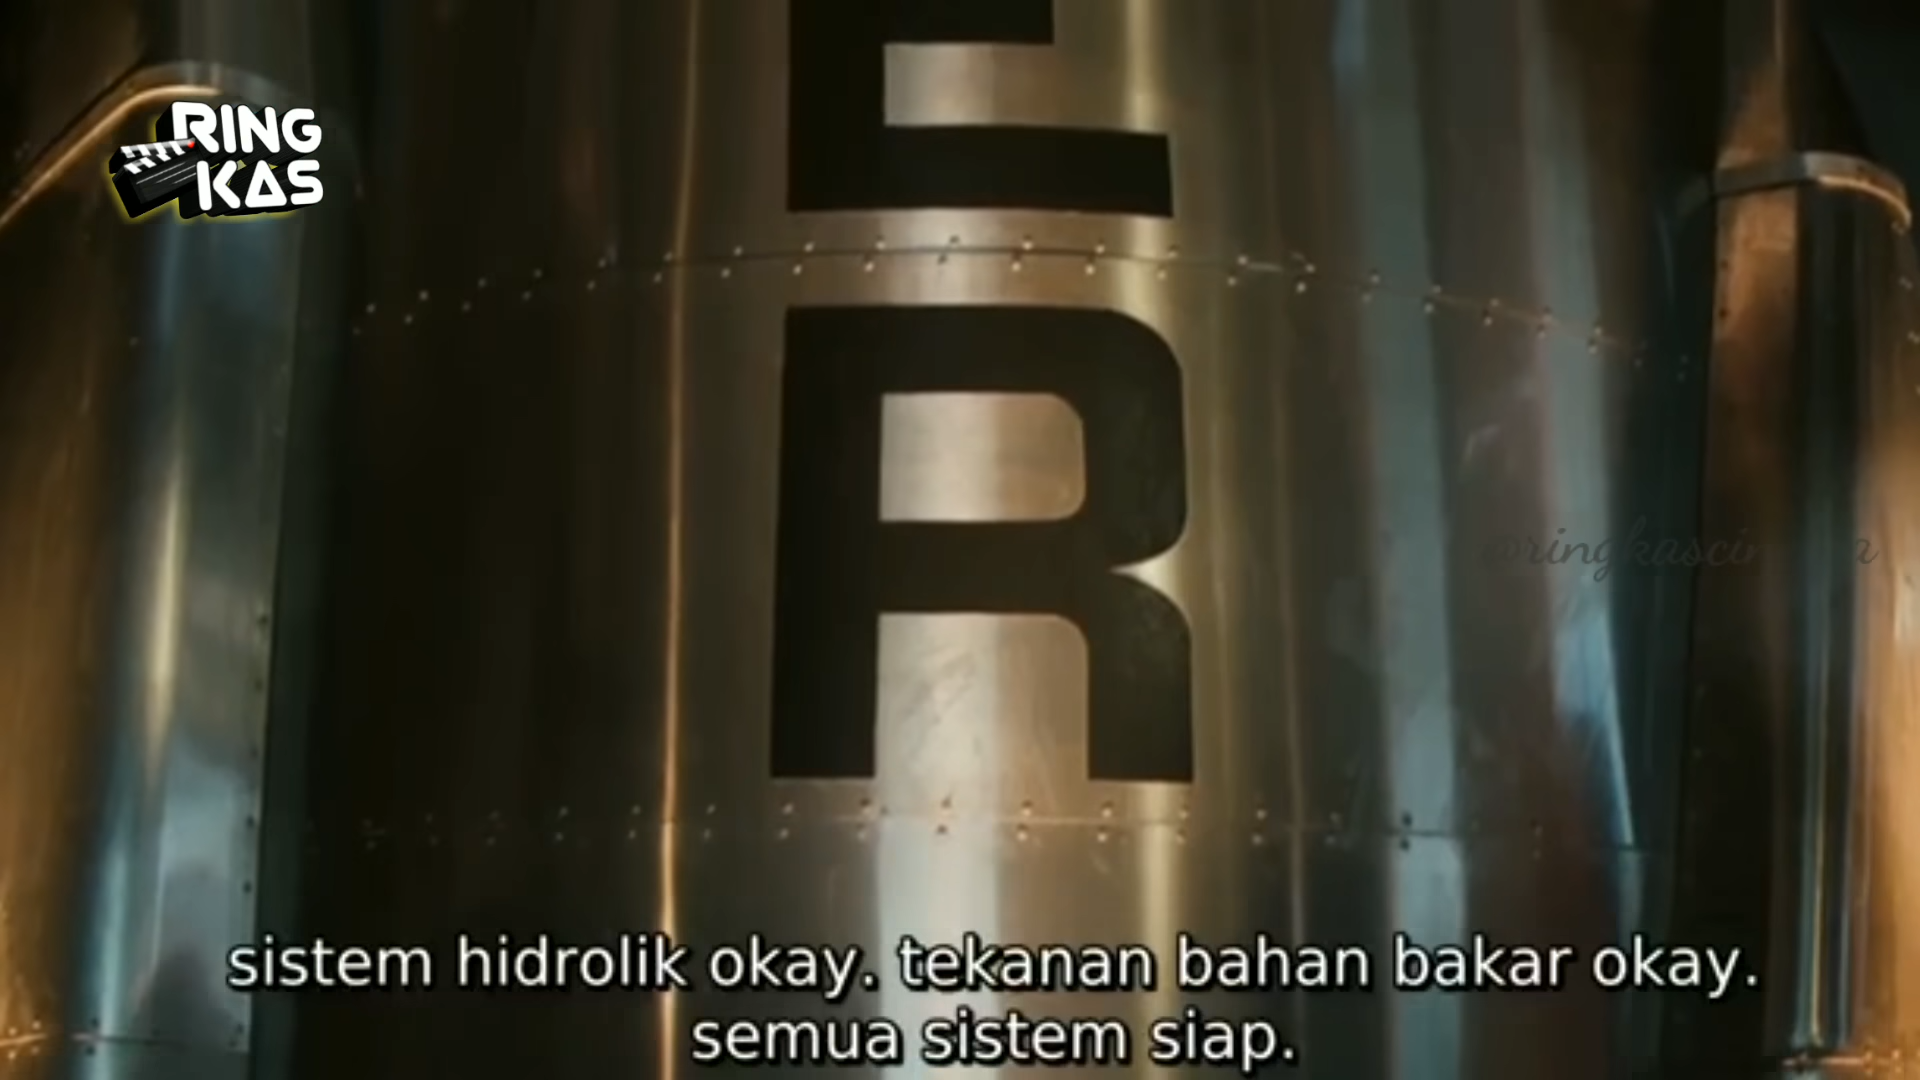 E
RING
KAS
R
sistem hidrolik okay. tekanan bahan bakar okay.
semua sistem siap.